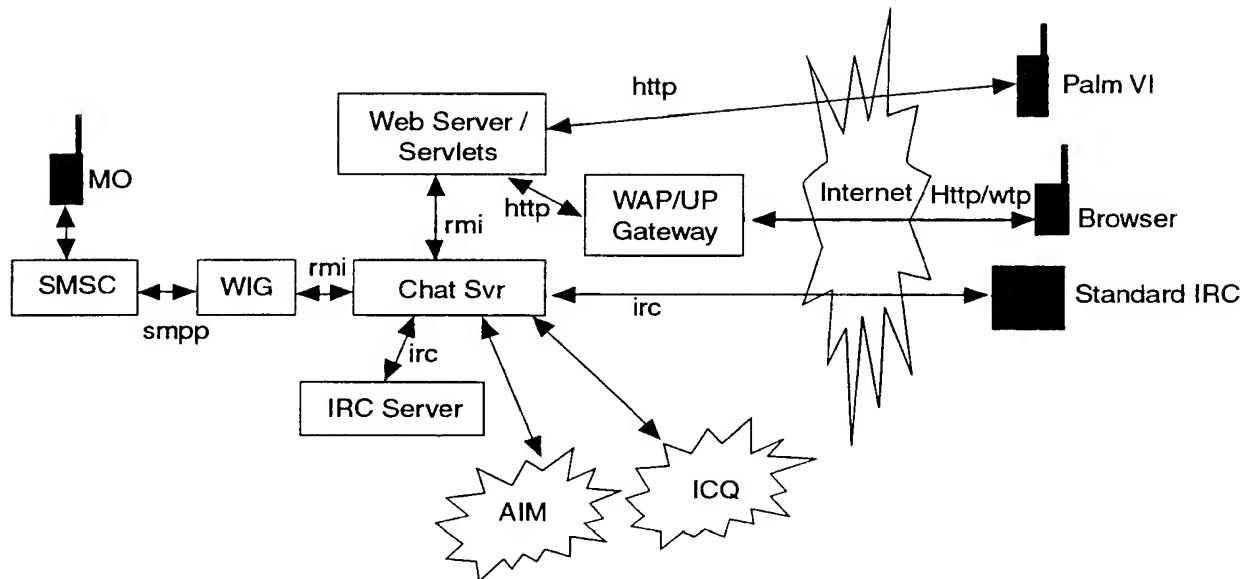 http
Palm VI
Web Server /
Servlets
MO
Internet
Http/wtp
http
WAP/UP
Gateway
rmi
Browser
SMSC
WIG
rmi
Chat Svr
Standard IRC
irc
smpp
irc
IRC Server
ICQ
AIM